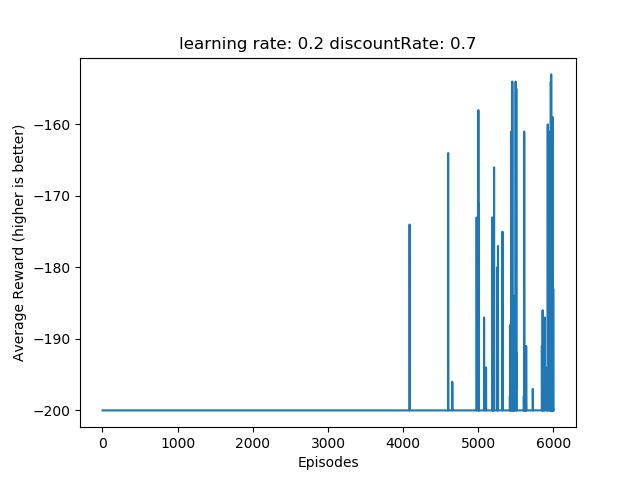 learning rate: 0.2 discountRate: 0.7
Average Reward (higher is better)
−160
−170
−180
−190
−200
0 1000 2000 3000 4000 5000 6000
Episodes